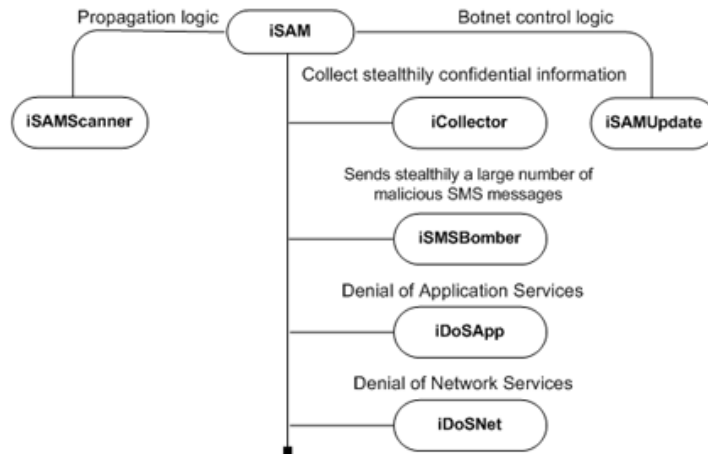 Propagation logic
iSAM
Botnet control logic
Collect stealthily confidential information
iSAMScanner
iCollector
iSAMUpdate
Sends stealthily a large number of
malicious SMS messages
iSMSBomber
Denial of Application Services
iDoSApp
Denial of Network Services
iDoSNet